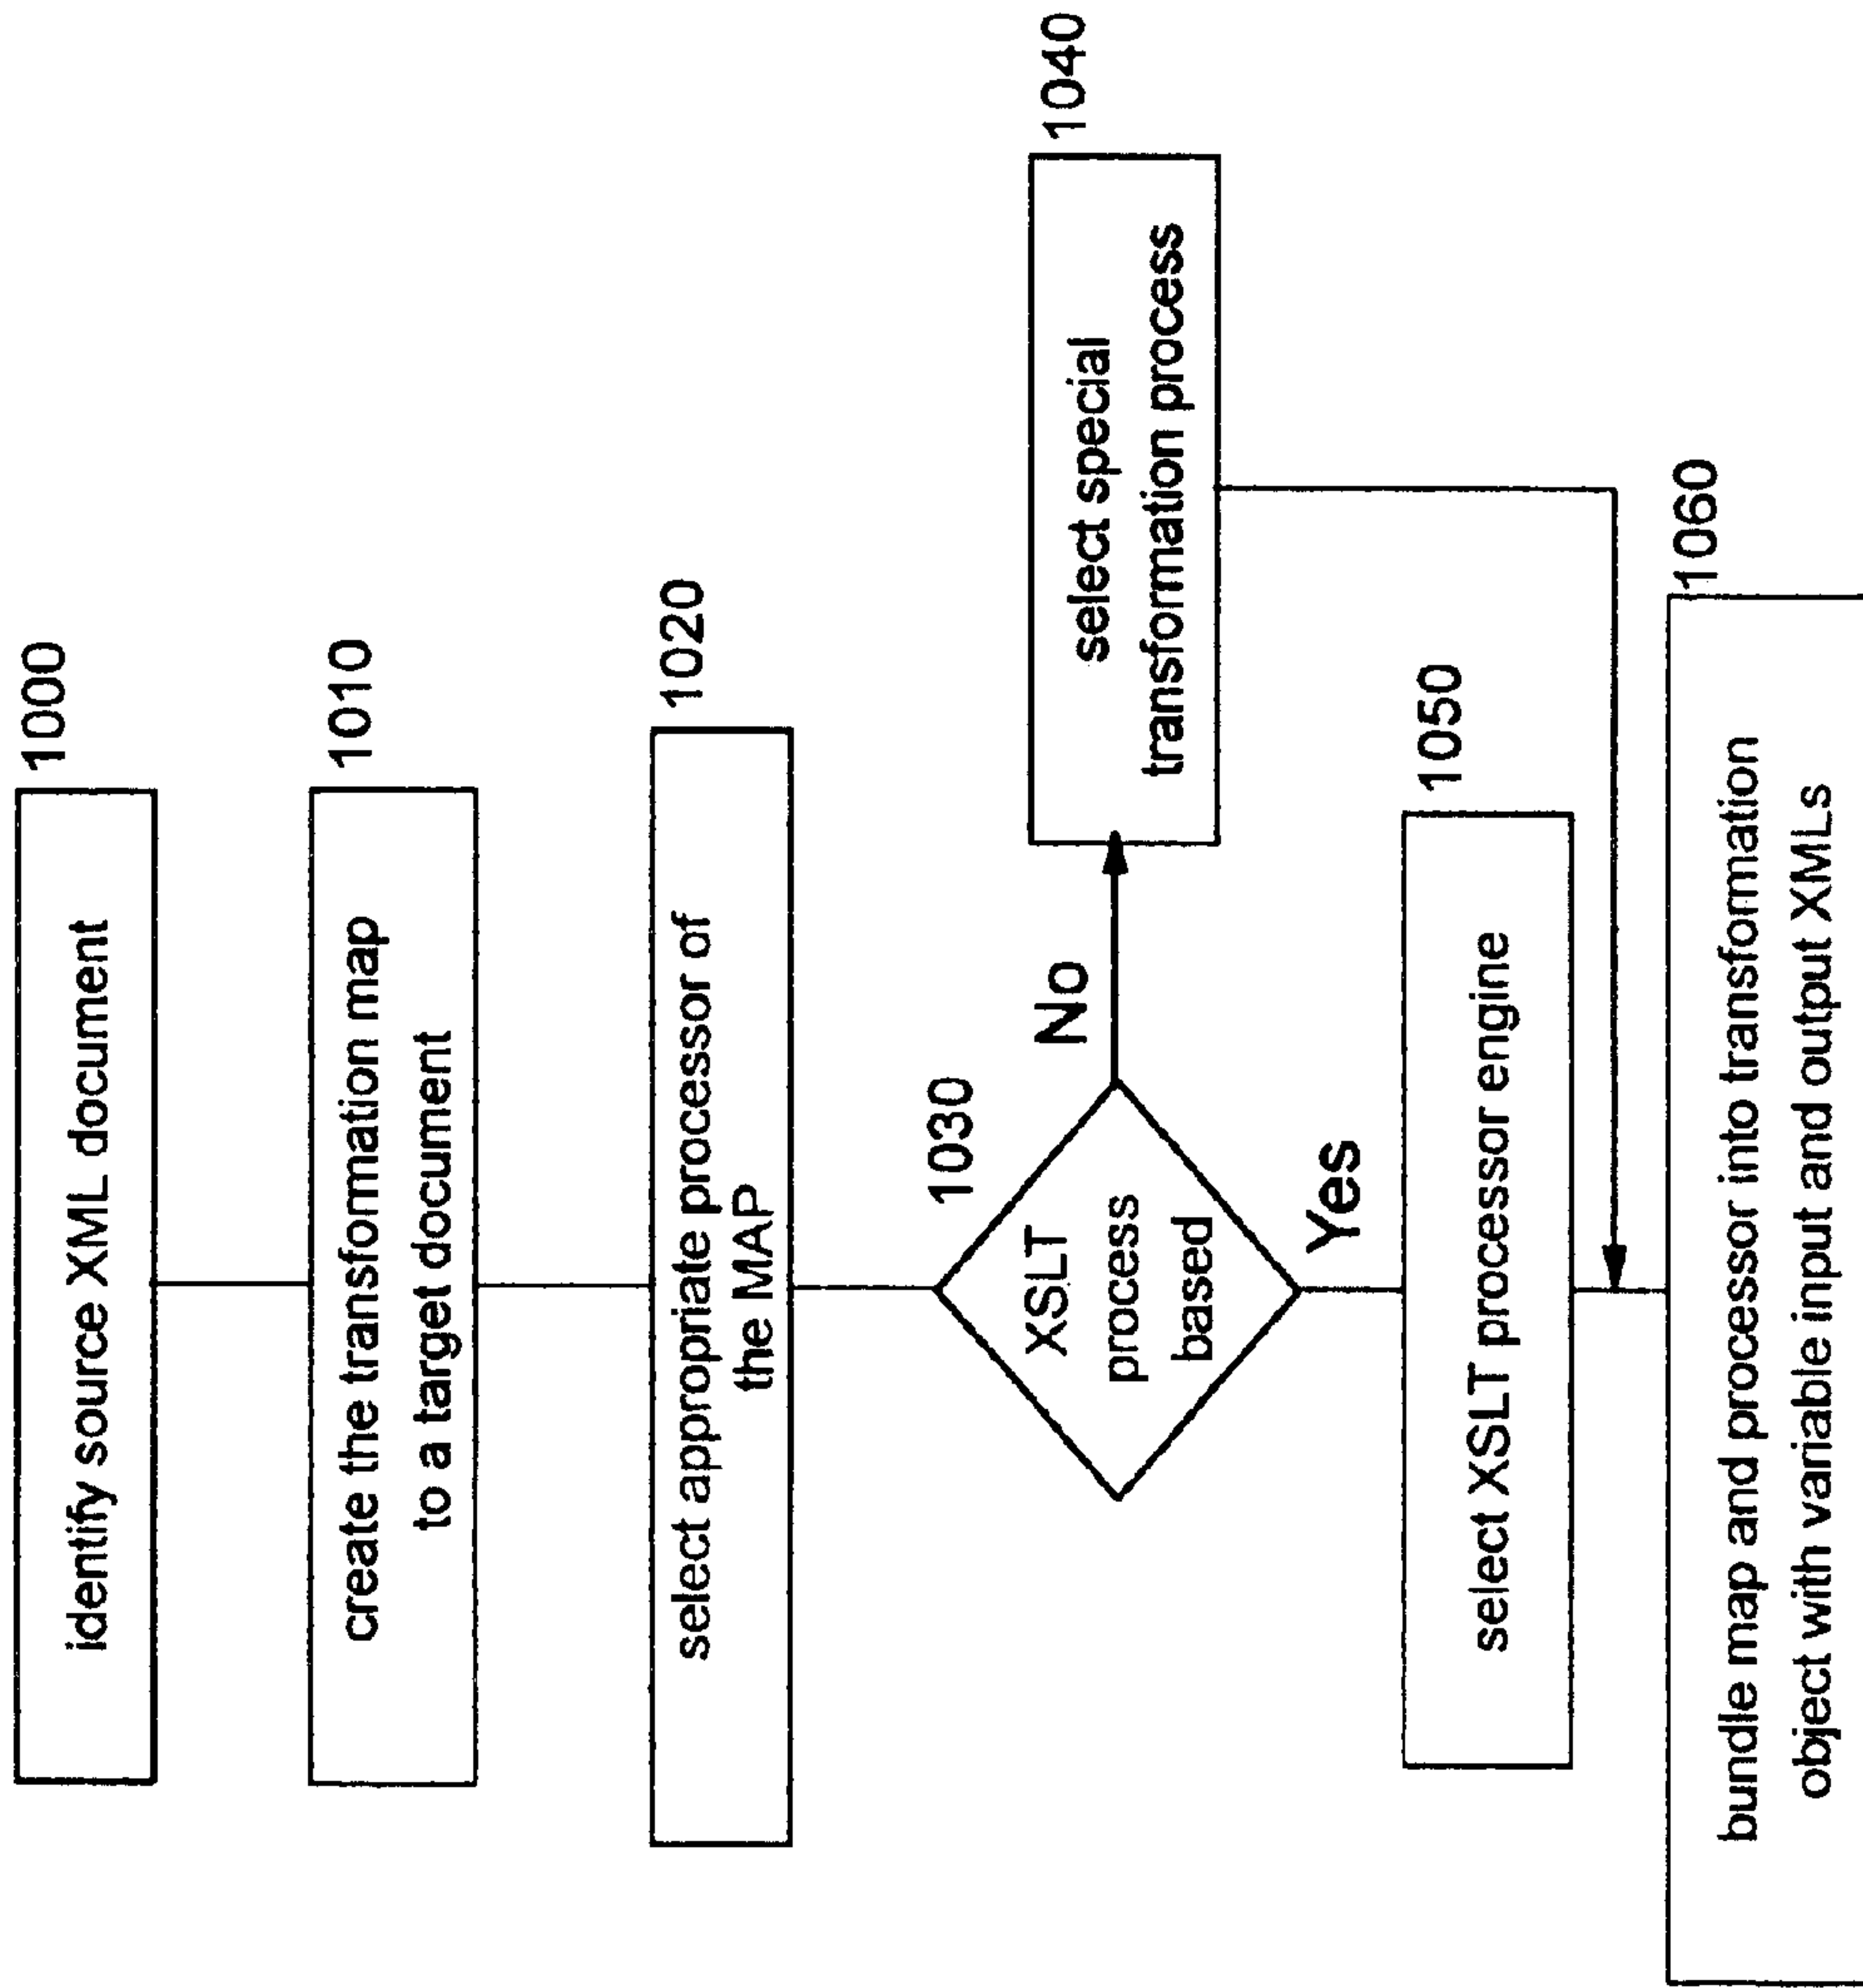 1000
identify source XML document
1010
create the transformation map
to a target document
1020
select appropriate processor of
the MAP
1030
XSLT
process
based
No
1040
select special
transformation process
Yes
1050
select XSLT processor engine
1060
bundle map and processor into transformation
object with variable input and output XMLs